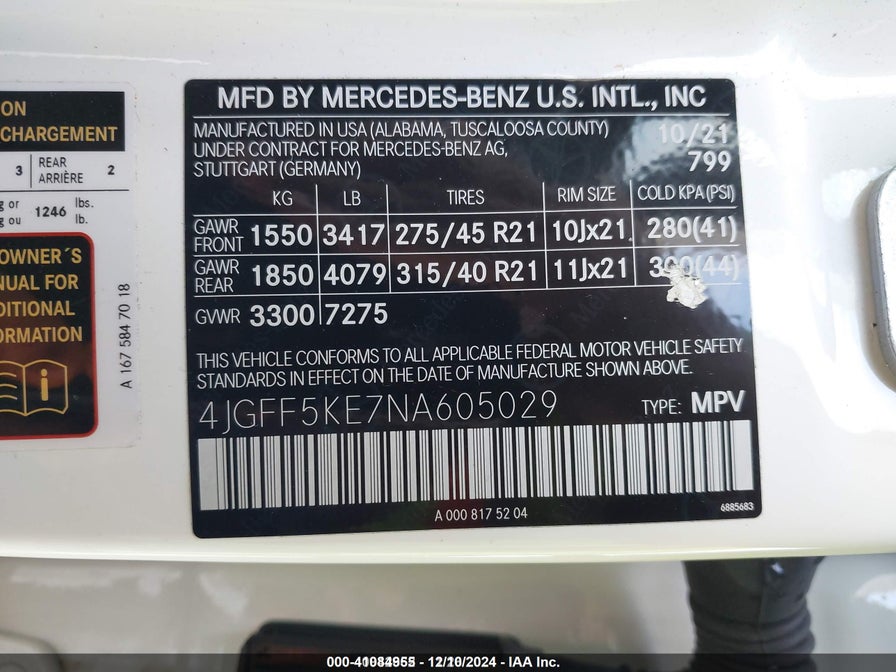 ON
CHARGEMENT
3 REAR ARRIÈRE 2
g or lbs.
g ou 1246 lb.
OWNER´S
NUAL FOR
DITIONAL
ORMATION
A 167 584 70 18
MFD BY MERCEDES-BENZ U.S. INTL., INC
MANUFACTURED IN USA (ALABAMA, TUSCALOOSA COUNTY) 10/21
UNDER CONTRACT FOR MERCEDES-BENZ AG, 799
STUTTGART (GERMANY)
KG LB TIRES RIM SIZE COLD KPA(PSI)
GAWR FRONT 1550 3417 275/45 R21 10Jx21 280(41)
GAWR REAR 1850 4079 315/40 R21 11Jx21 300(44)
GVWR 3300 7275
THIS VEHICLE CONFORMS TO ALL APPLICABLE FEDERAL MOTOR VEHICLE SAFETY
STANDARDS IN EFFECT ON THE DATE OF MANUFACTURE SHOWN ABOVE.
4JGFF5KE7NA605029 TYPE: MPV
A 000 817 52 04
6885683
IAA Inc.